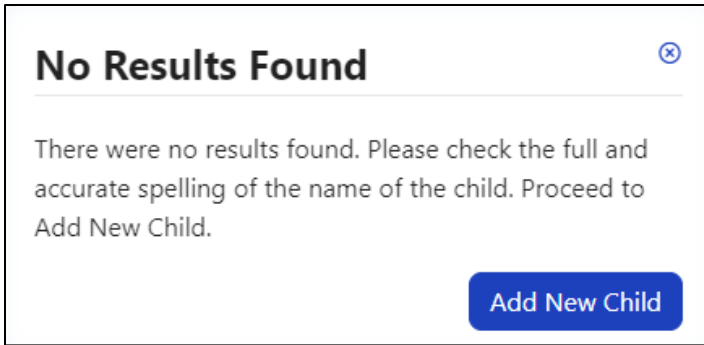 No Results Found
There were no results found. Please check the full and
accurate spelling of the name of the child. Proceed to
Add New Child.
Add New Child